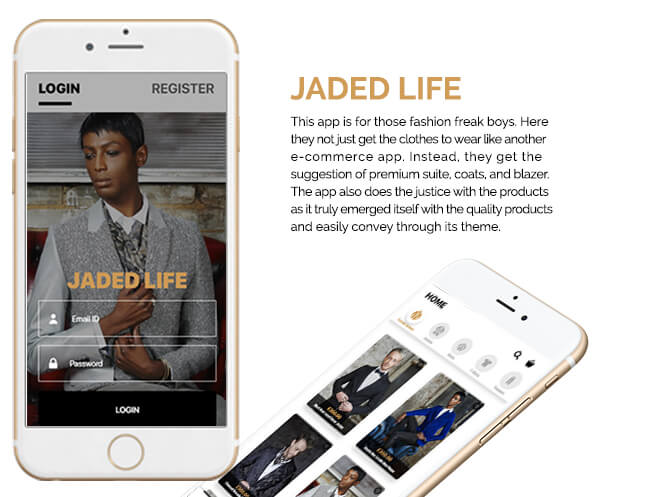 LOGIN REGISTER
JADED LIFE
Email ID
Password
LOGIN
JADED LIFE
This app is for those fashion freak boys. Here
they not just get the clothes to wear like another
e-commerce app. Instead, they get the
suggestion of premium suite, coats, and blazer.
The app also does the justice with the products
as it truly emerged itself with the quality products
and easily convey through its theme.
HOME